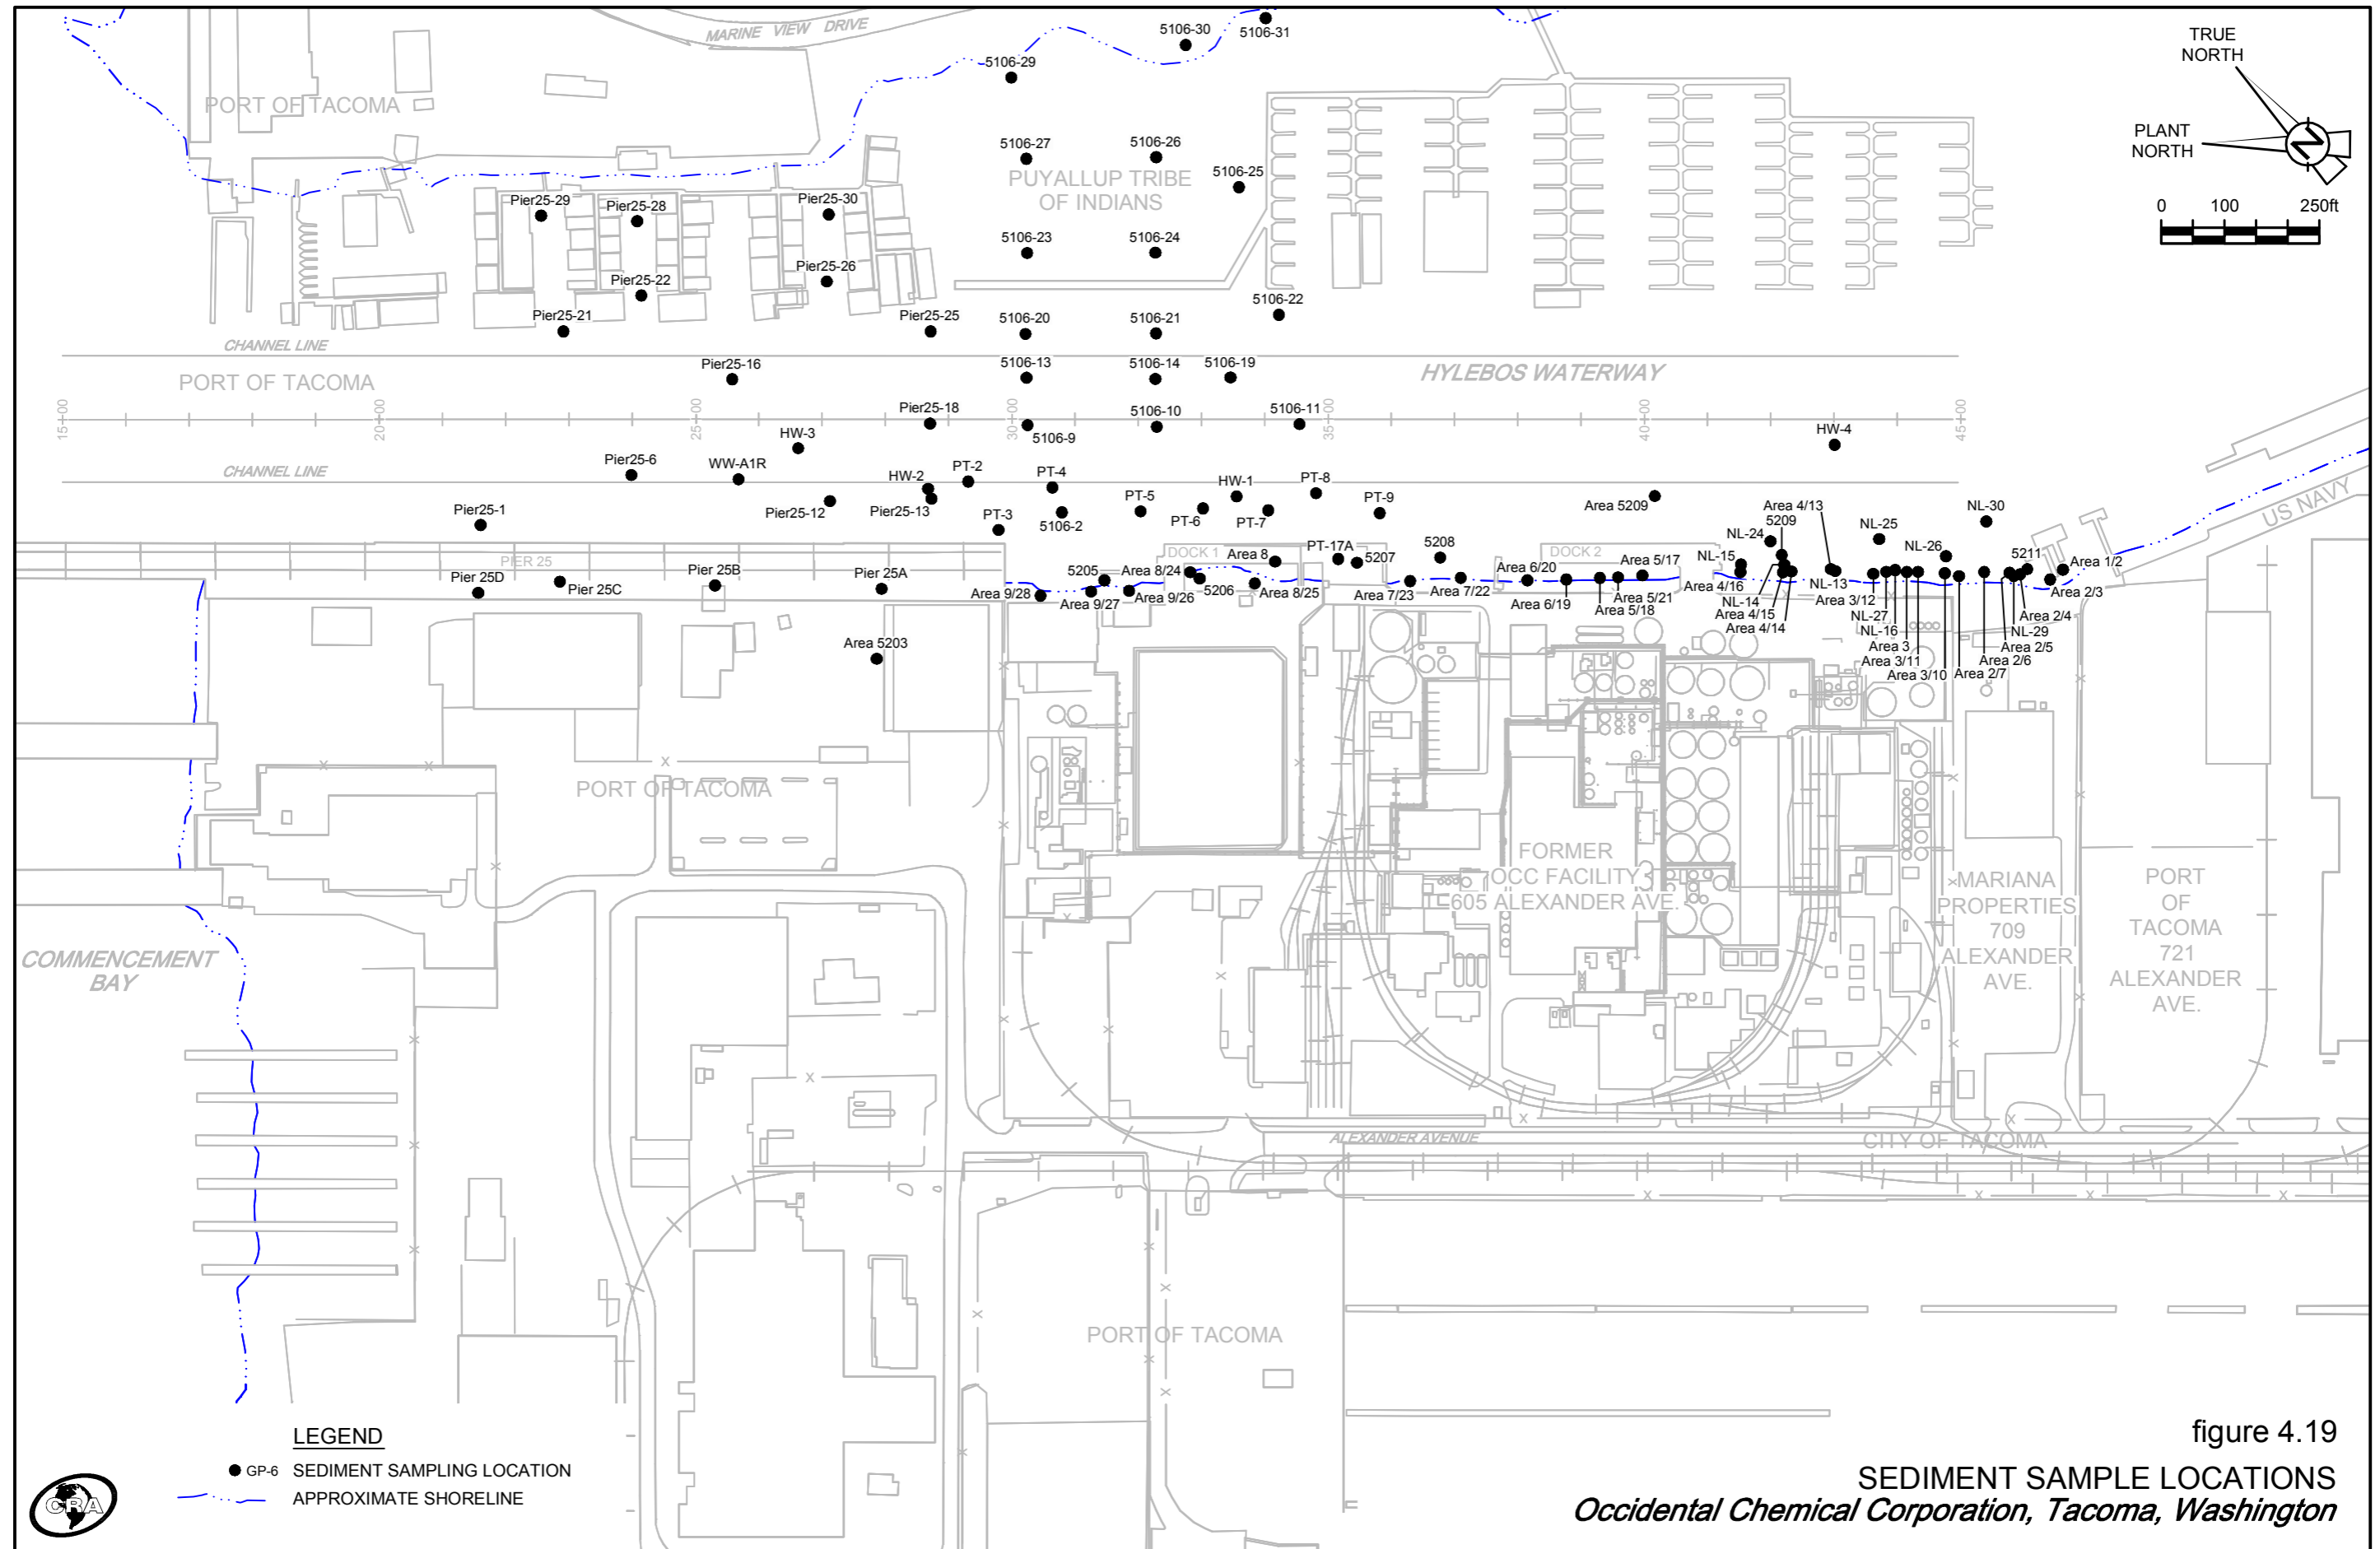 MARINE VIEW DRIVE
5106-30
5106-31
5106-29
TRUE
NORTH
PLANT
NORTH
N
0 100 250ft
PORT OF TACOMA
5106-27
5106-26
5106-25
PUYALLUP TRIBE
OF INDIANS
Pier25-29
Pier25-28
Pier25-30
5106-23
5106-24
Pier25-26
Pier25-22
5106-22
Pier25-21
Pier25-25
5106-20
5106-21
CHANNEL LINE
Pier25-16
5106-13
5106-14
5106-19
PORT OF TACOMA
HYLEBOS WATERWAY
15+00
20+00
25+00
30+00
35+00
40+00
45+00
Pier25-18
5106-9
5106-10
5106-11
HW-3
HW-4
CHANNEL LINE
Pier25-6
WW-A1R
HW-2
PT-2
PT-4
HW-1
PT-8
Pier25-1
Pier25-12
Pier25-13
PT-3
5106-2
PT-5
PT-6
PT-7
PT-9
Area 5209
Area 4/13
5209
NL-24
NL-25
NL-30
US NAVY
PIER 25
DOCK 1
DOCK 2
Area 8
PT-17A
5207
5208
NL-15
NL-26
5211
Area 1/2
Pier 25D
Pier 25C
Pier 25B
Pier 25A
5205
Area 8/24
Area 6/20
Area 5/17
Area 9/28
Area 9/27
Area 9/26
5206
Area 8/25
Area 7/23
Area 7/22
Area 6/19
Area 5/18
Area 5/21
Area 4/16
NL-14
Area 4/15
Area 4/14
NL-13
Area 3/12
NL-27
NL-16
Area 3
Area 3/11
Area 3/10
Area 2/7
Area 2/6
Area 2/5
NL-29
Area 2/4
Area 2/3
Area 5203
PORT OF TACOMA
FORMER
OCC FACILITY
605 ALEXANDER AVE.
MARIANA
PROPERTIES
709
ALEXANDER
AVE.
PORT
OF
TACOMA
721
ALEXANDER
AVE.
COMMENCEMENT
BAY
ALEXANDER AVENUE
CITY OF TACOMA
PORT OF TACOMA
LEGEND
GP-6 SEDIMENT SAMPLING LOCATION
APPROXIMATE SHORELINE
CRA
figure 4.19
SEDIMENT SAMPLE LOCATIONS
Occidental Chemical Corporation, Tacoma, Washington